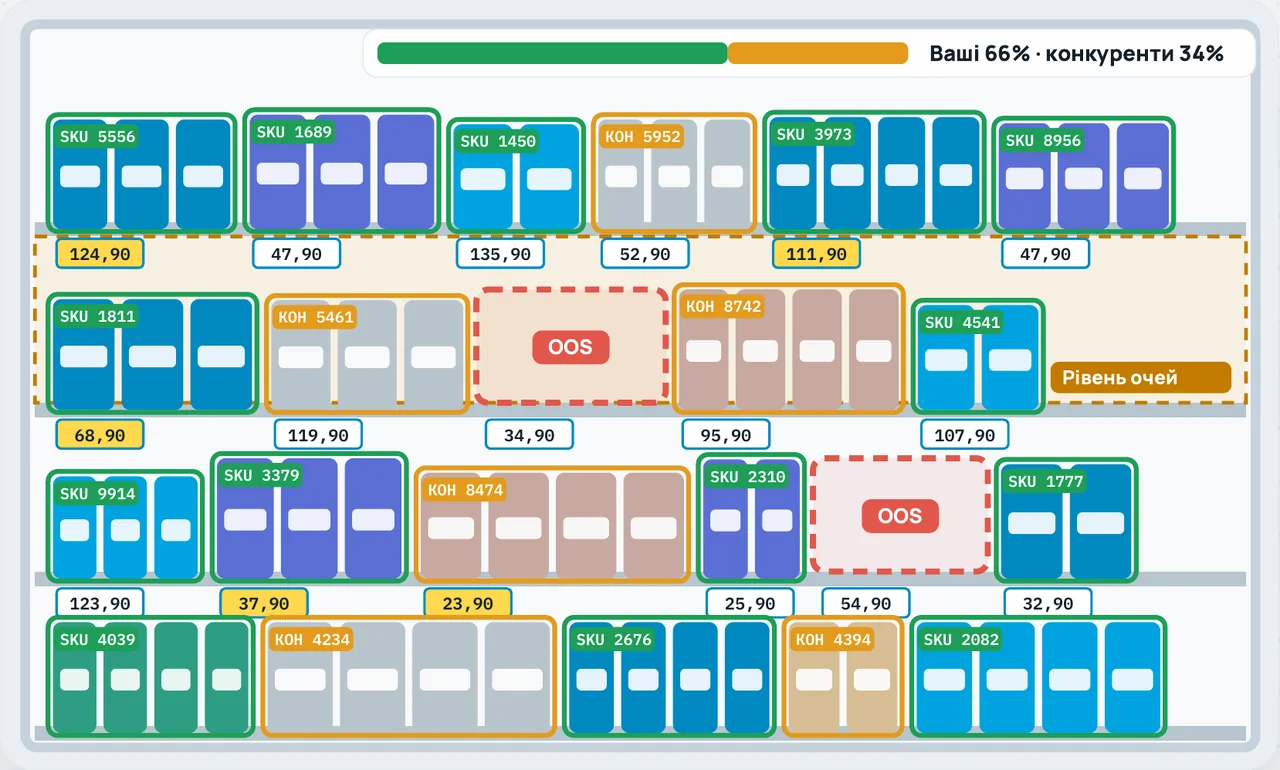 Ваші 66% · конкуренти 34%
SKU 5556
SKU 1689
SKU 1450
КОН 5952
SKU 3973
SKU 8956
124,90
47,90
135,90
52,90
111,90
47,90
SKU 1811
КОН 5461
OOS
КОН 8742
SKU 4541
Рівень очей
68,90
119,90
34,90
95,90
107,90
SKU 9914
SKU 3379
КОН 8474
SKU 2310
OOS
SKU 1777
123,90
37,90
23,90
25,90
54,90
32,90
SKU 4039
КОН 4234
SKU 2676
КОН 4394
SKU 2082